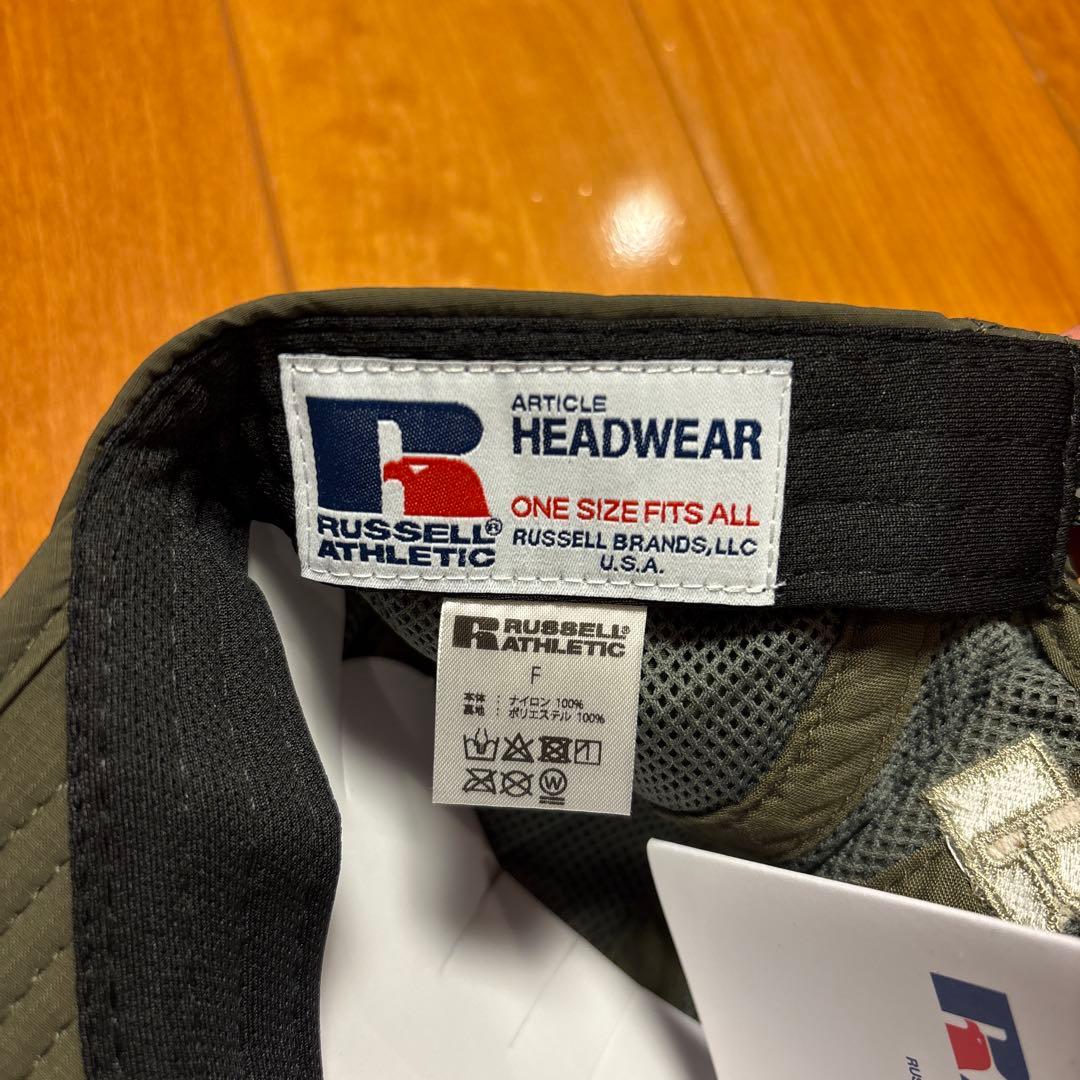 ARTICLE
HEADWEAR
ONE SIZE FITS ALL
RUSSELL BRANDS, LLC
U.S.A.
RUSSELL®
ATHLETIC
RUSSELL®
ATHLETIC
F
本体 : ナイロン 100%
裏地 : ポリエステル 100%
W
RUS